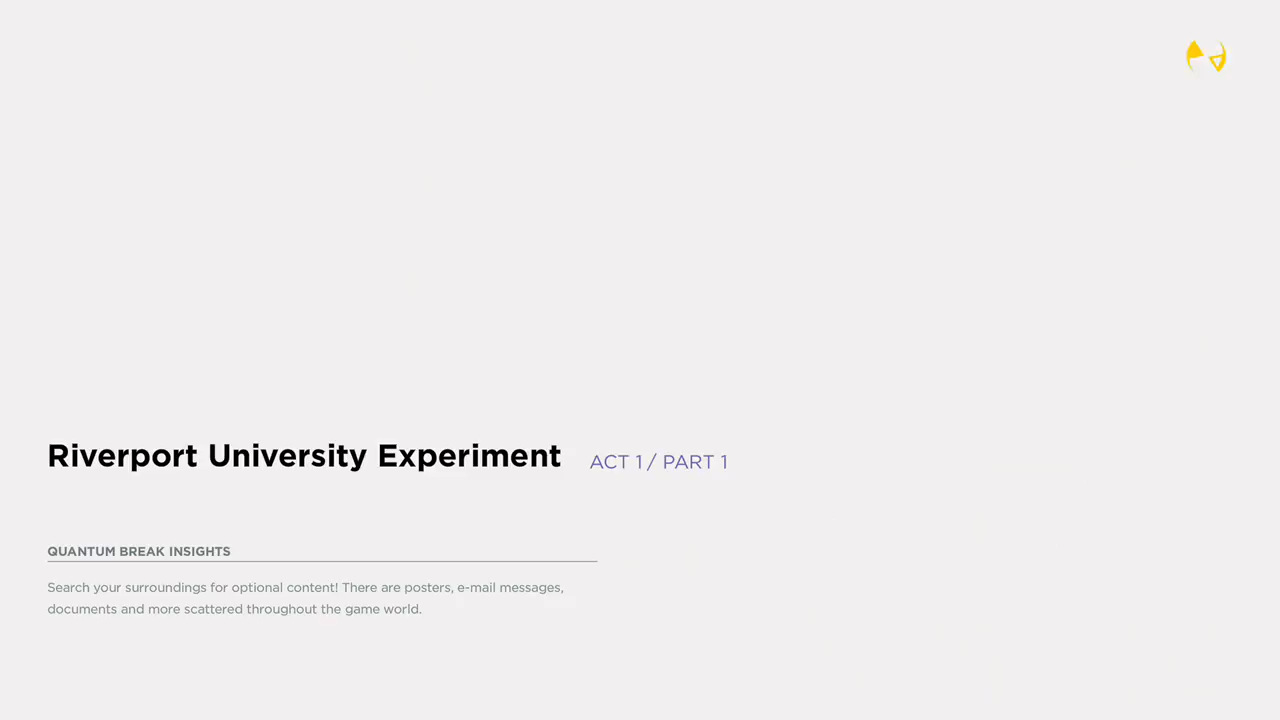 Riverport University Experiment ACT 1 / PART 1
QUANTUM BREAK INSIGHTS
Search your surroundings for optional content! There are posters, e-mail messages,
documents and more scattered throughout the game world.